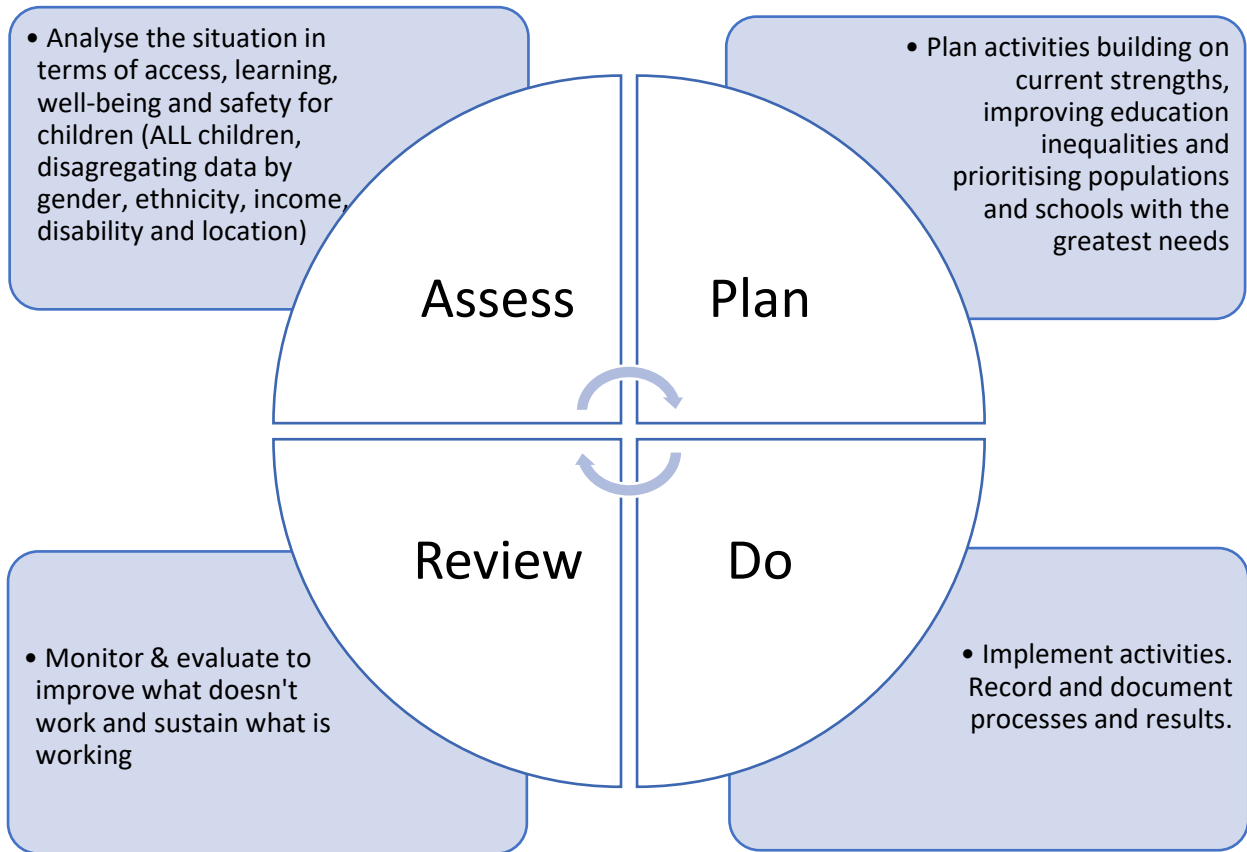 • Analyse the situation in
terms of access, learning,
well-being and safety for
children (ALL children,
disagregating data by
gender, ethnicity, income,
disability and location)
• Plan activities building on
current strengths,
improving education
inequalities and
prioritising populations
and schools with the
greatest needs
Assess
Plan
Review
Do
• Monitor & evaluate to
improve what doesn't
work and sustain what is
working
• Implement activities.
Record and document
processes and results.